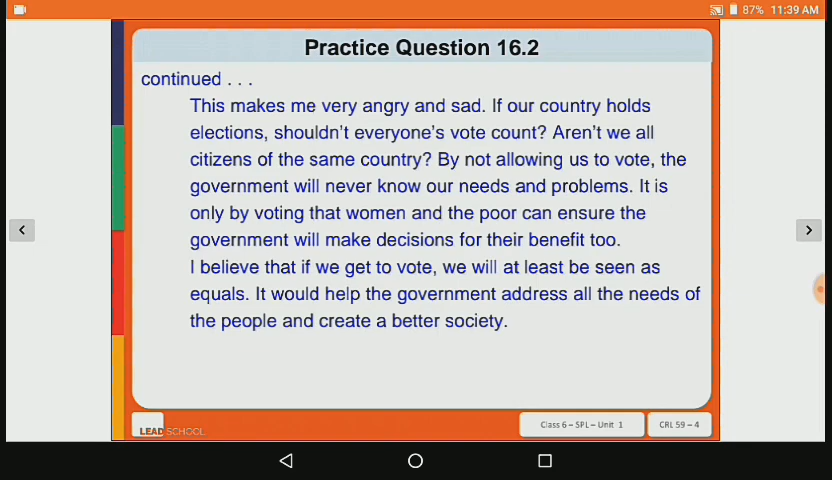 87% 11:39 AM
Practice Question 16.2
continued . . .
This makes me very angry and sad. If our country holds
elections, shouldn't everyone's vote count? Aren't we all
citizens of the same country? By not allowing us to vote, the
government will never know our needs and problems. It is
only by voting that women and the poor can ensure the
government will make decisions for their benefit too.
I believe that if we get to vote, we will at least be seen as
equals. It would help the government address all the needs of
the people and create a better society.
LEAD SCHOOL
Class 6 – SPL – Unit 1
CRL 59 – 4